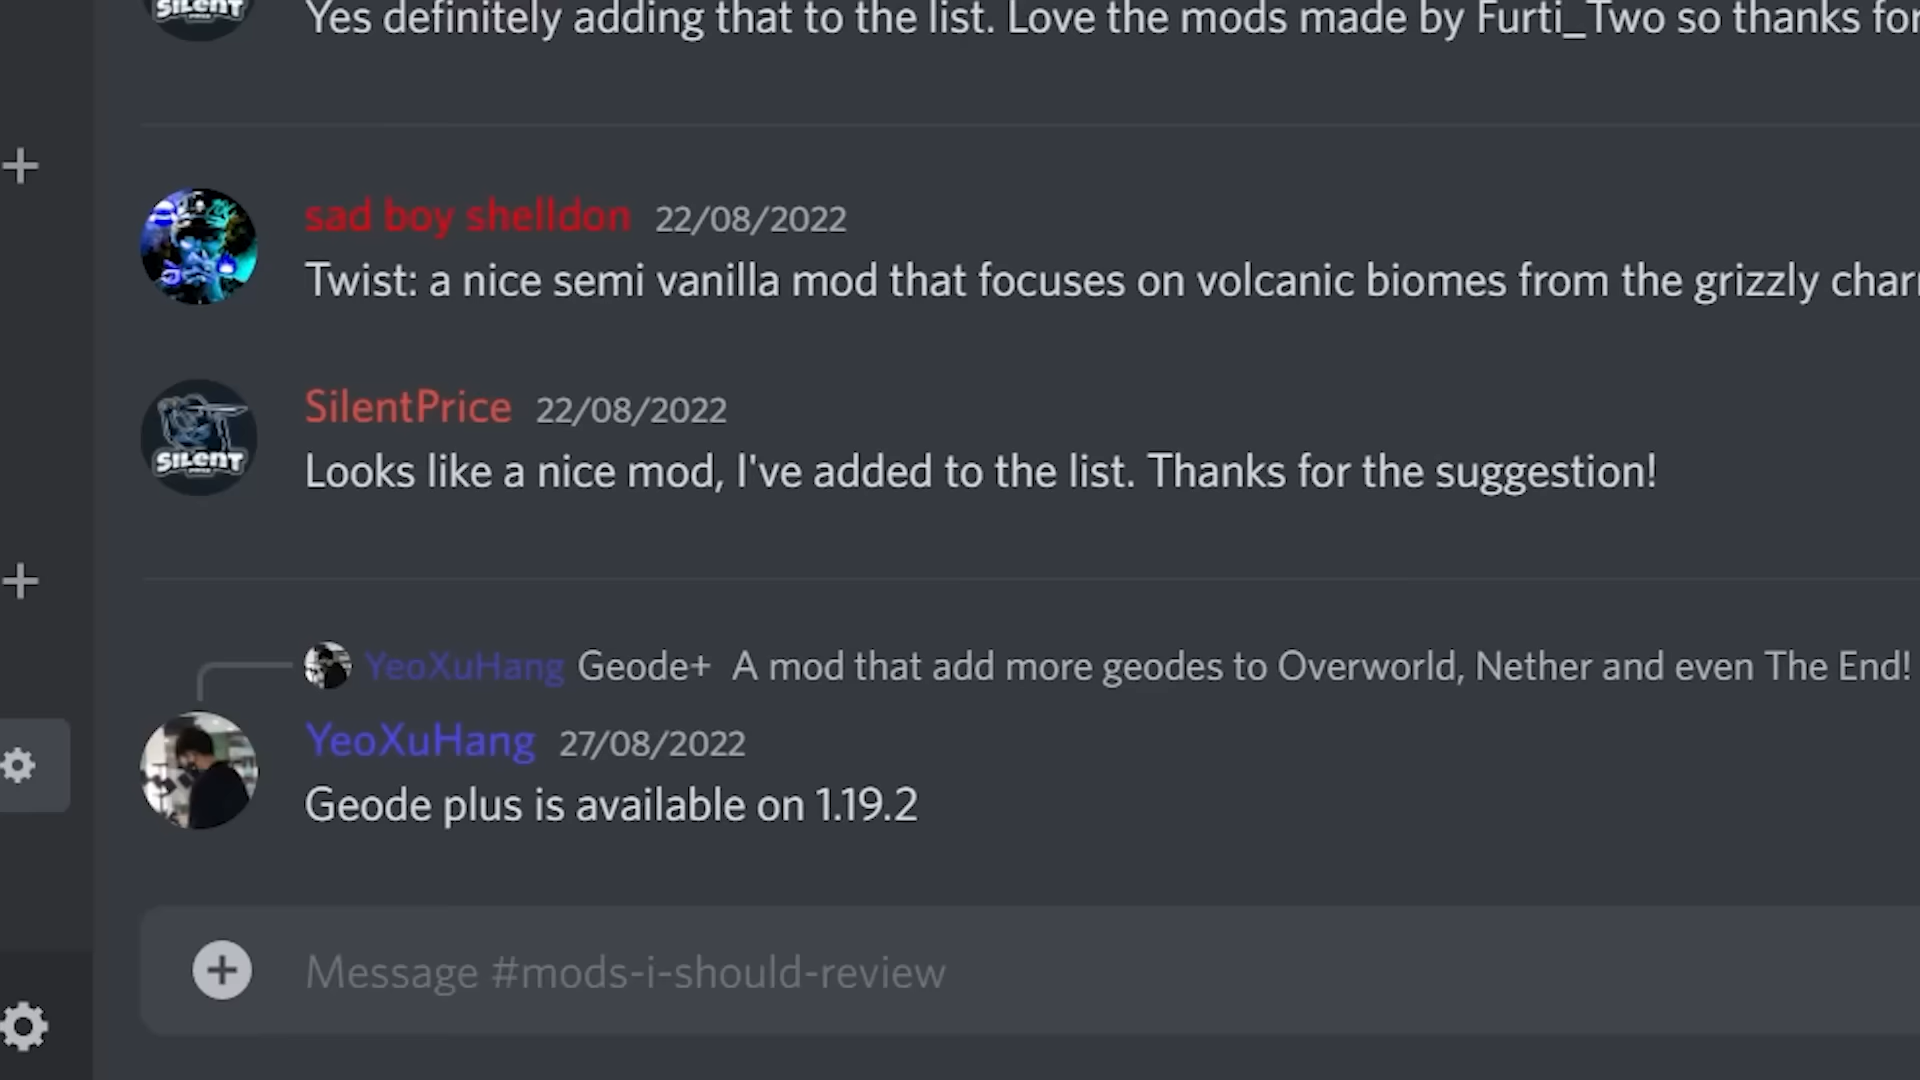 SILENT
Yes definitely adding that to the list. Love the mods made by Furti_Two so thanks for
sad boy shelldon 22/08/2022
Twist: a nice semi vanilla mod that focuses on volcanic biomes from the grizzly
SilentPrice 22/08/2022
SILENT
Looks like a nice mod, I've added to the list. Thanks for the suggestion!
YeoXuHang Geode+ A mod that add more geodes to Overworld, Nether and even The End!
YeoXuHang 27/08/2022
Geode plus is available on 1.19.2
Message #mods-i-should-review